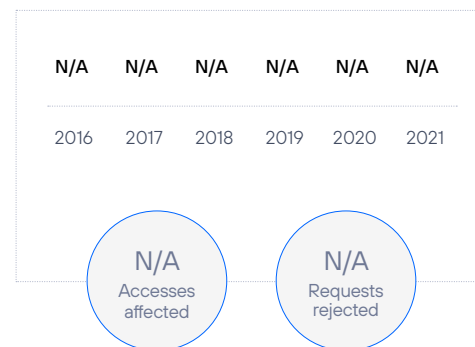 N/A N/A N/A N/A N/A N/A
2016 2017 2018 2019 2020 2021
N/A
Accesses
affected
N/A
Requests
rejected